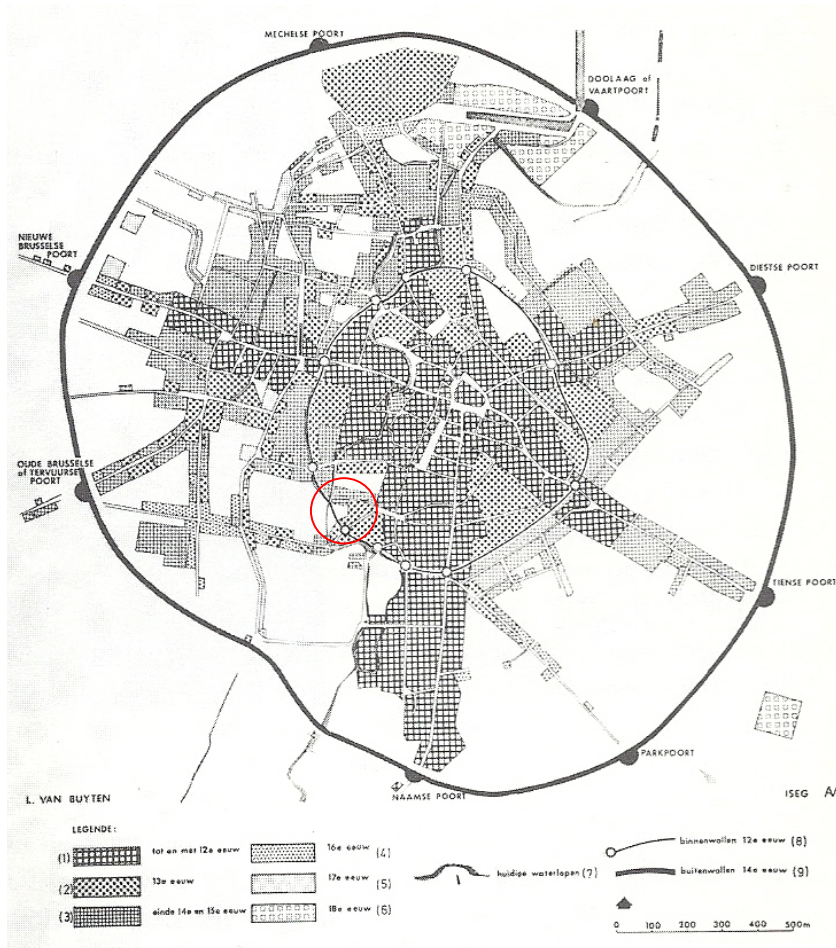 MECHELSE POORT
DOOLAAG of
VAARTPOORT
NIEUWE
BRUSSELSE
POORT
DIESTSE POORT
OUDE BRUSSELSE
of TERVUURSE
POORT
TIENSE POORT
PARKPOORT
NAAMSE POORT
L. VAN BUYTEN
ISEG
LEGENDE:
(1) tot en met 12e eeuw
(2) 13e eeuw
(3) einde 14e en 15e eeuw
16e eeuw (4)
17e eeuw (5)
18e eeuw (6)
huidige waterlopen (7)
binnenwallen 12e eeuw (8)
buitenwallen 14e eeuw (9)
0 100 200 300 400 500m